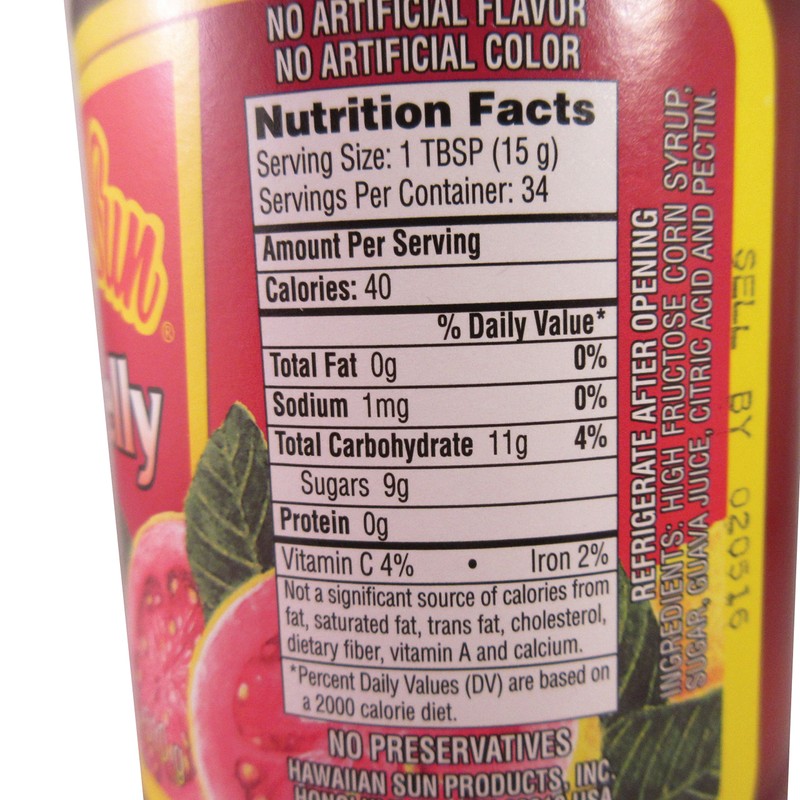 NO ARTIFICIAL FLAVOR
NO ARTIFICIAL COLOR
Nutrition Facts
Serving Size: 1 TBSP (15 g)
Servings Per Container: 34
Amount Per Serving
Calories: 40
% Daily Value*
Total Fat 0g 0%
Sodium 1mg 0%
Total Carbohydrate 11g 4%
Sugars 9g
Protein 0g
Vitamin C 4% • Iron 2%
Not a significant source of calories from
fat, saturated fat, trans fat, cholesterol,
dietary fiber, vitamin A and calcium.
*Percent Daily Values (DV) are based on
a 2000 calorie diet.
NO PRESERVATIVES
HAWAIIAN SUN PRODUCTS, INC.
REFRIGERATE AFTER OPENING
INGREDIENTS: HIGH FRUCTOSE CORN SYRUP,
SUGAR, GUAVA JUICE, CITRIC ACID AND PECTIN.
SELL BY 020516
Sun®